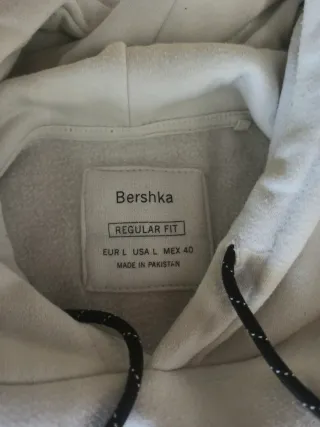 Bershka
REGULAR FIT
EUR L USA L MEX 40
MADE IN PAKISTAN